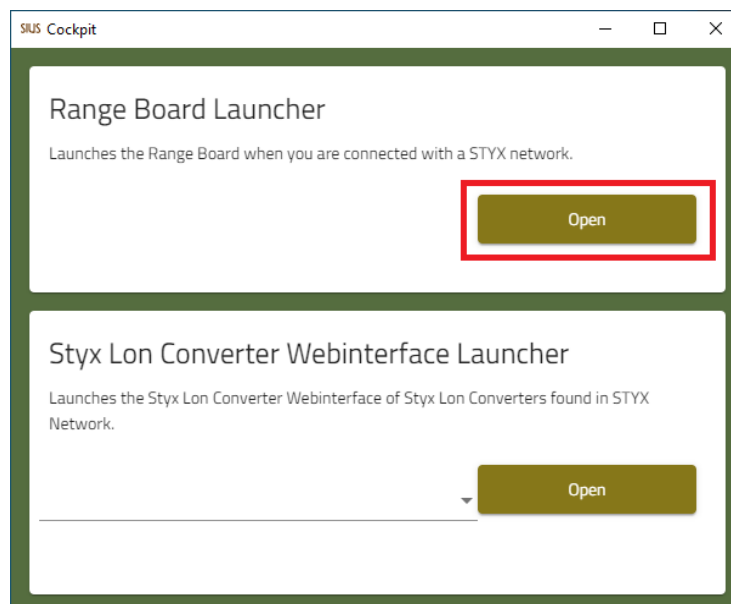 SIUS Cockpit
Range Board Launcher
Launches the Range Board when you are connected with a STYX network.
Open
Styx Lon Converter Webinterface Launcher
Launches the Styx Lon Converter Webinterface of Styx Lon Converters found in STYX
Network.
Open